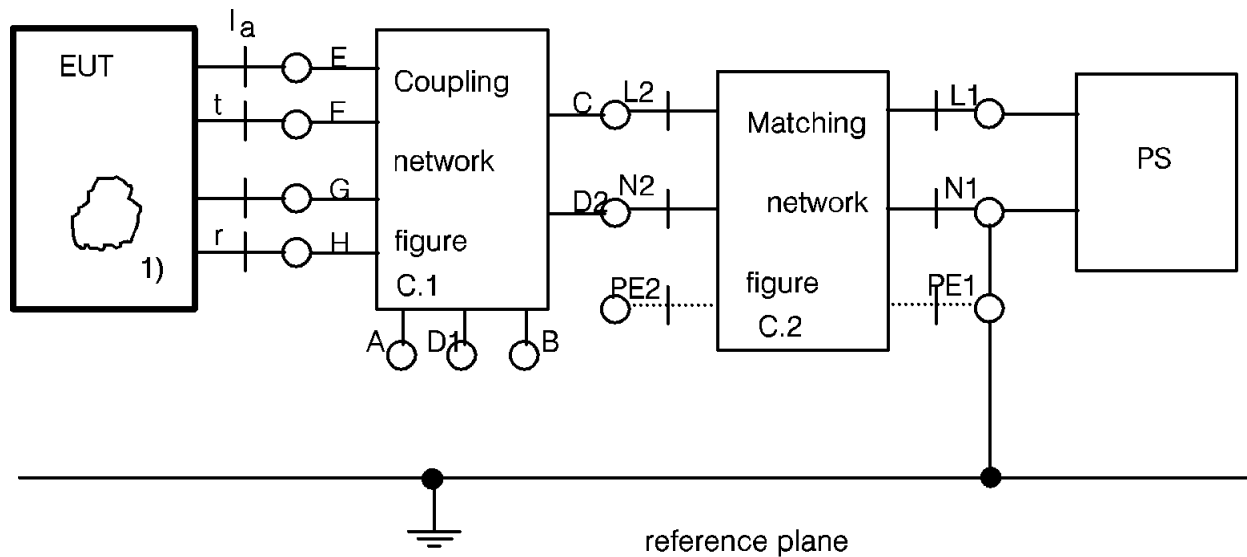 EUT
l a
t
r
1)
E
F
G
H
Coupling
network
figure
C.1
A
D1
B
C
D2
L2
N2
PE2
Matching
network
figure
C.2
L1
N1
PE1
PS
reference plane